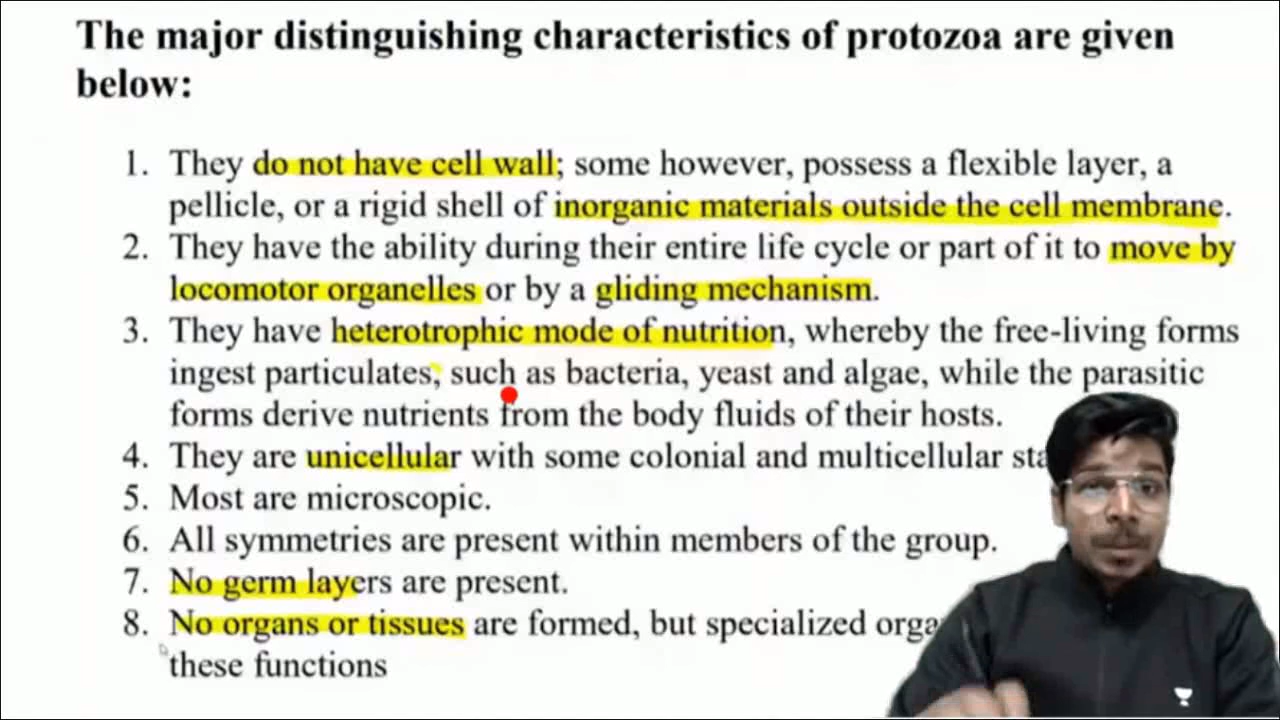 The major distinguishing characteristics of protozoa are given
below:
1. They do not have cell wall; some however, possess a flexible layer, a
pellicle, or a rigid shell of inorganic materials outside the cell membrane.
2. They have the ability during their entire life cycle or part of it to move by
locomotor organelles or by a gliding mechanism.
3. They have heterotrophic mode of nutrition, whereby the free-living forms
ingest particulates, such as bacteria, yeast and algae, while the parasitic
forms derive nutrients from the body fluids of their hosts.
4. They are unicellular with some colonial and multicellular
5. Most are microscopic.
6. All symmetries are present within members of the group.
7. No germ layers are present.
8. No organs or tissues are formed, but specialized
these functions